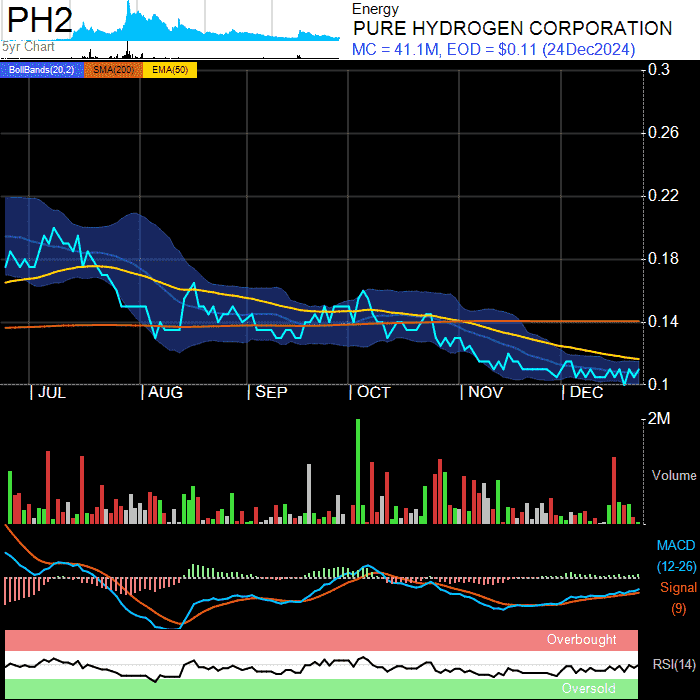 PH2
5yr Chart
Energy
PURE HYDROGEN CORPORATION
MC = 41.1M, EOD = $0.11 (24Dec2024)
BollBands(20,2) SMA(200) EMA(50)
0.3
0.26
0.22
0.18
0.14
0.1
JUL AUG SEP OCT NOV DEC
2M
Volume
MACD
(12-26)
Signal
(9)
Overbought
RSI(14)
Oversold